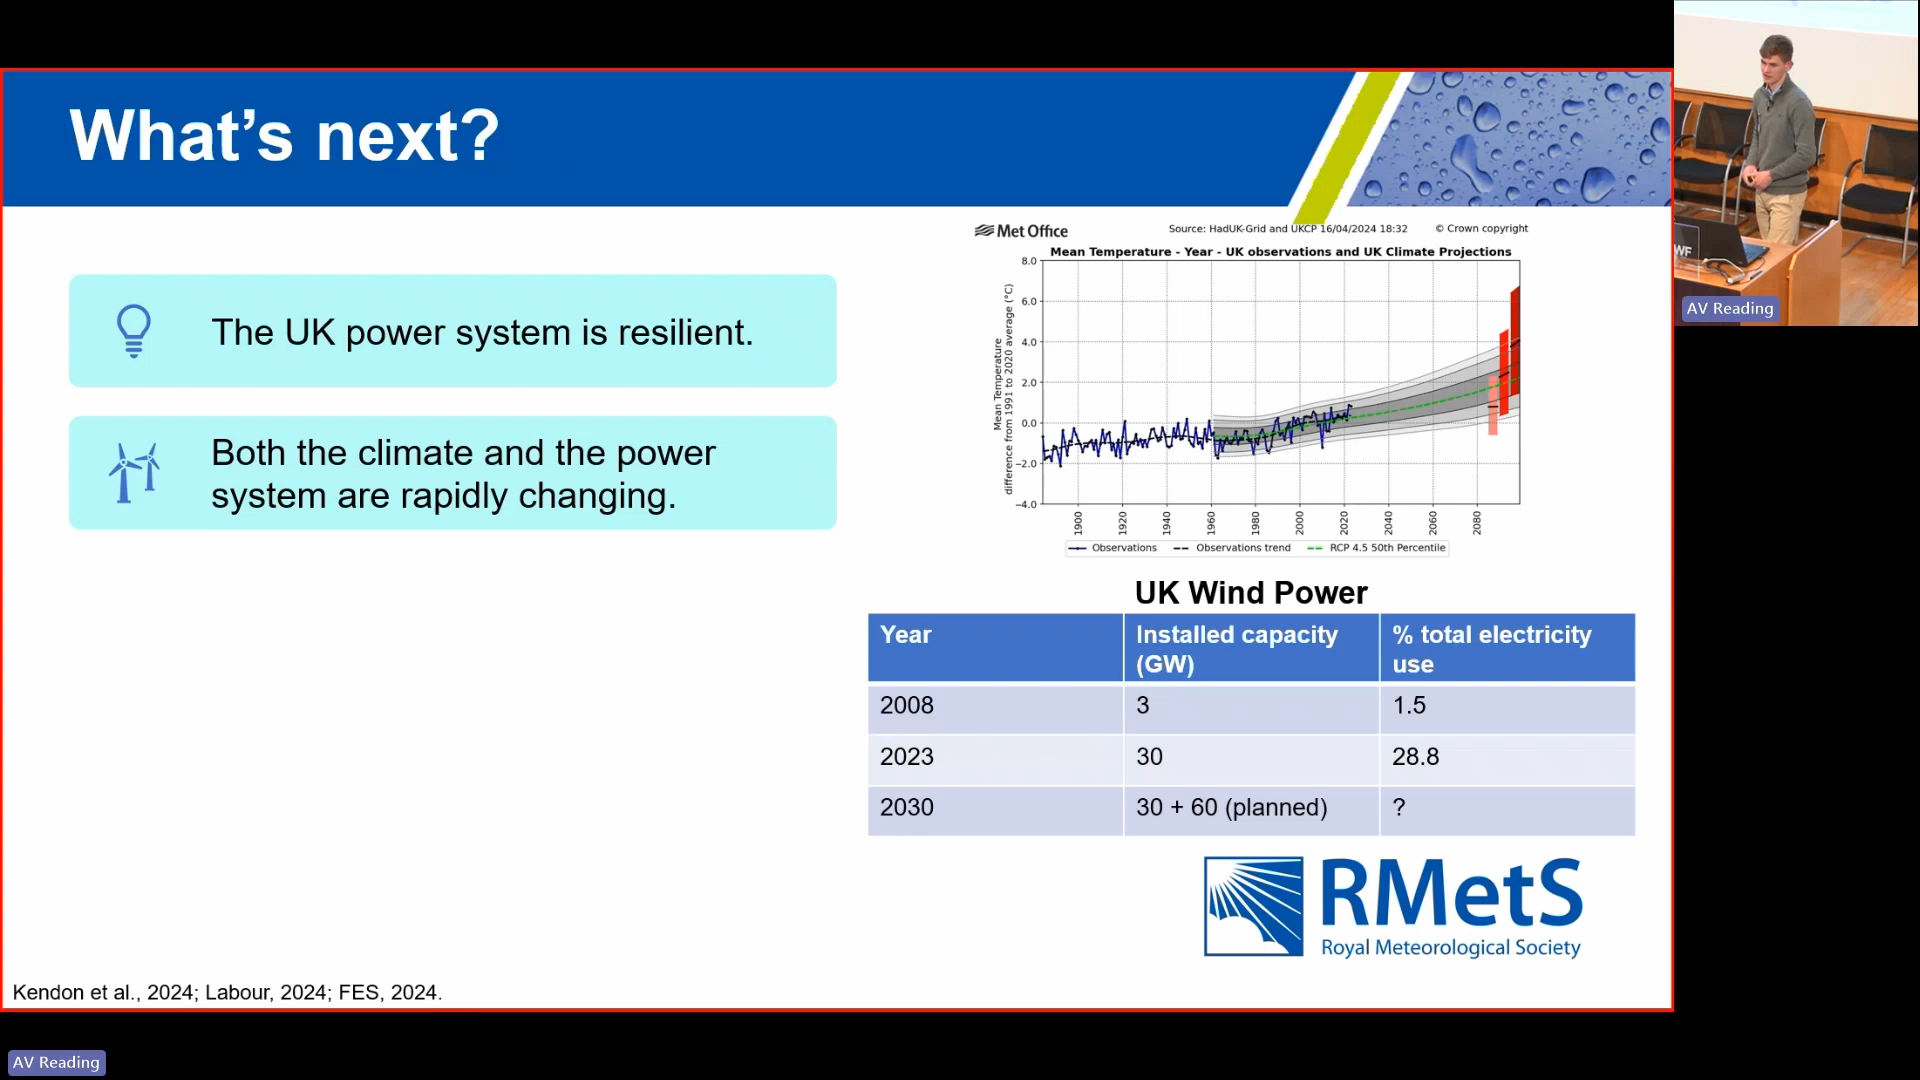 What's next?
The UK power system is resilient.
Both the climate and the power
system are rapidly changing.
Met Office
Source: HadUK-Grid and UKCP 16/04/2024 18:32
© Crown copyright
Mean Temperature - Year - UK observations and UK Climate Projections
Mean Temperature
difference from 1991 to 2020 average (°C)
8.0
6.0
4.0
2.0
0.0
−2.0
−4.0
1900 1920 1940 1960 1980 2000 2020 2040 2060 2080
Observations Observations trend RCP 4.5 50th Percentile
UK Wind Power
Year Installed capacity (GW) % total electricity use
2008 3 1.5
2023 30 28.8
2030 30 + 60 (planned) ?
RMetS
Royal Meteorological Society
Kendon et al., 2024; Labour, 2024; FES, 2024.
AV Reading
WF
AV Reading